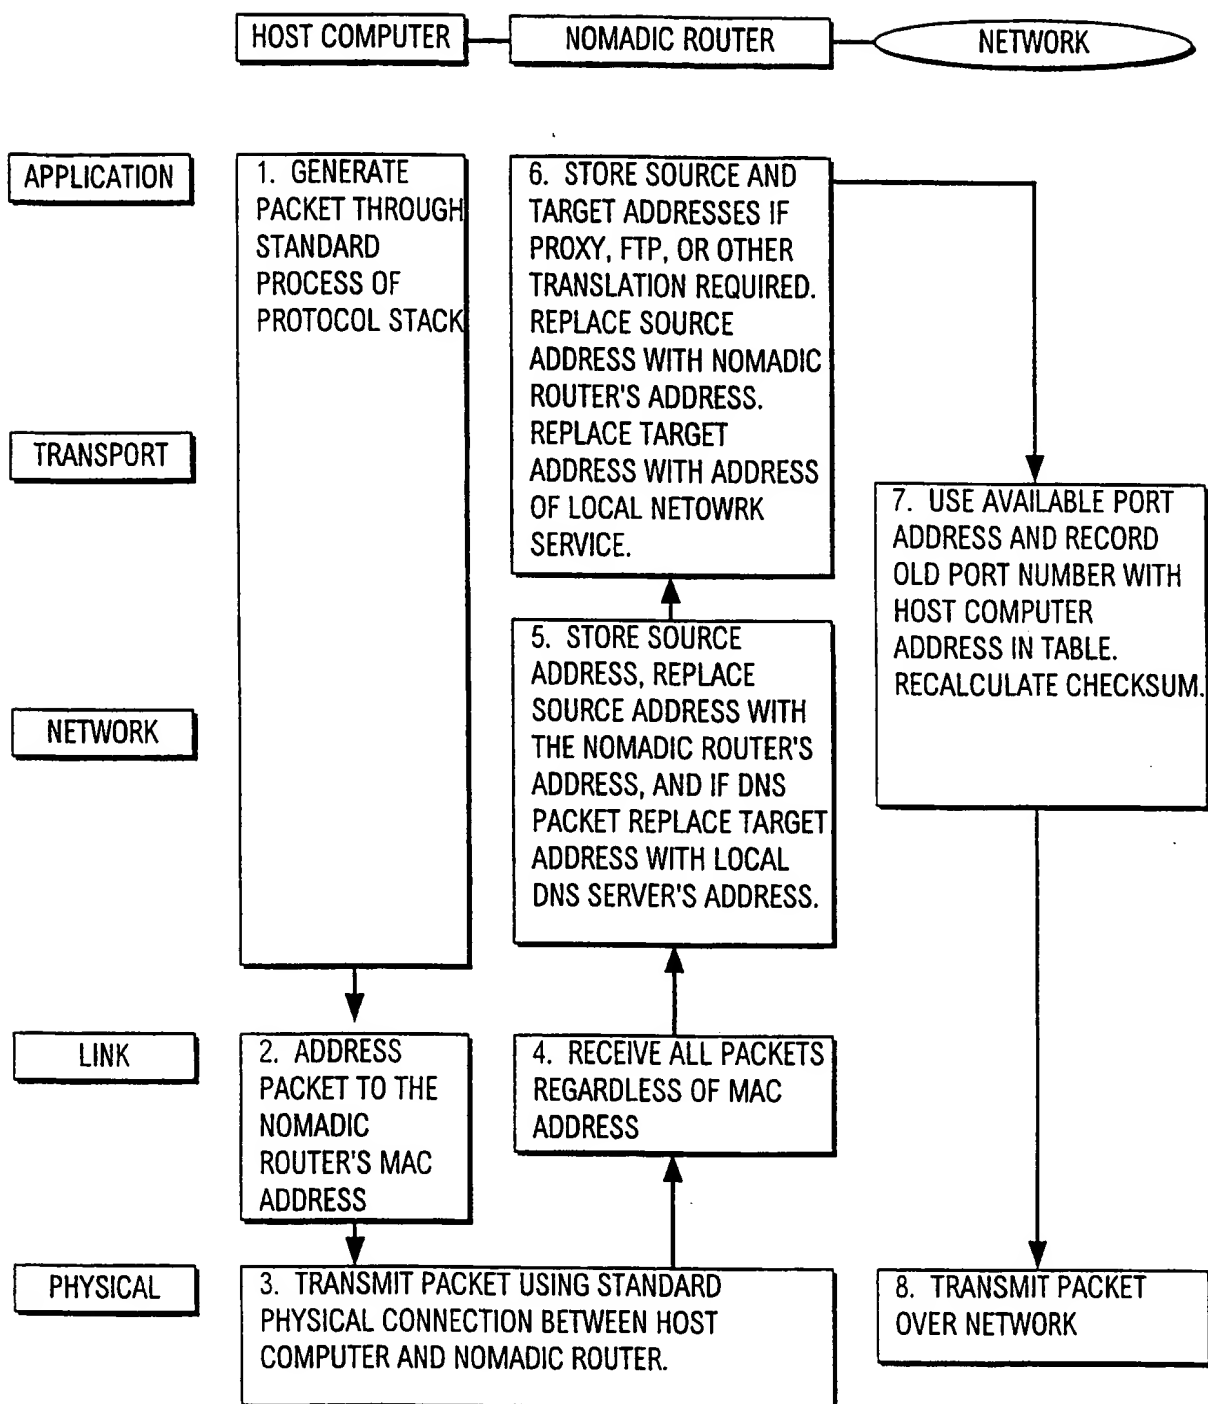 HOST COMPUTER
NOMADIC ROUTER
NETWORK
APPLICATION
TRANSPORT
NETWORK
LINK
PHYSICAL
1. GENERATE
PACKET THROUGH
STANDARD
PROCESS OF
PROTOCOL STACK
2. ADDRESS
PACKET TO THE
NOMADIC
ROUTER'S MAC
ADDRESS
3. TRANSMIT PACKET USING STANDARD
PHYSICAL CONNECTION BETWEEN HOST
COMPUTER AND NOMADIC ROUTER.
4. RECEIVE ALL PACKETS
REGARDLESS OF MAC
ADDRESS
5. STORE SOURCE
ADDRESS, REPLACE
SOURCE ADDRESS WITH
THE NOMADIC ROUTER'S
ADDRESS, AND IF DNS
PACKET REPLACE TARGET
ADDRESS WITH LOCAL
DNS SERVER'S ADDRESS.
6. STORE SOURCE AND
TARGET ADDRESSES IF
PROXY, FTP, OR OTHER
TRANSLATION REQUIRED.
REPLACE SOURCE
ADDRESS WITH NOMADIC
ROUTER'S ADDRESS.
REPLACE TARGET
ADDRESS WITH ADDRESS
OF LOCAL NETOWRK
SERVICE.
7. USE AVAILABLE PORT
ADDRESS AND RECORD
OLD PORT NUMBER WITH
HOST COMPUTER
ADDRESS IN TABLE.
RECALCULATE CHECKSUM.
8. TRANSMIT PACKET
OVER NETWORK